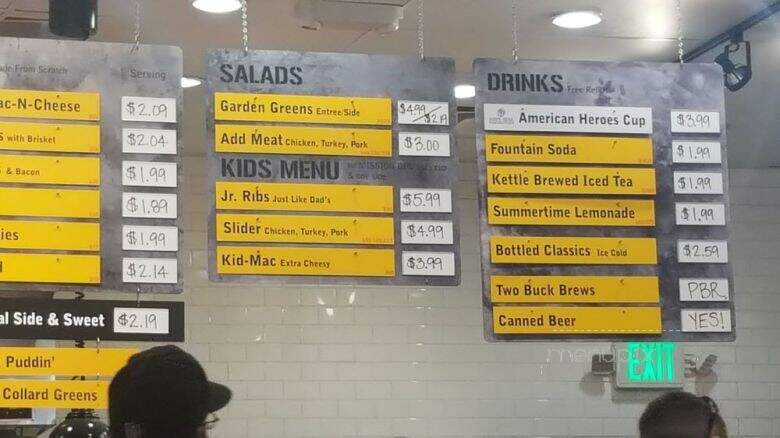 ade From Scratch Serving
ac-N-Cheese $2.09
s with Brisket $2.04
& Bacon $1.99
$1.89
ies $1.99
$2.14
al Side & Sweet $2.19
Puddin'
Collard Greens
SALADS
Garden Greens Entree/Side $4.99/$2.19
Add Meat Chicken, Turkey, Pork $3.00
KIDS MENU
& one side
Jr. Ribs Just Like Dad's $5.99
Slider Chicken, Turkey, Pork $4.99
Kid-Mac Extra Cheesy $3.99
DRINKS Free Refills
American Heroes Cup $3.99
Fountain Soda $1.99
Kettle Brewed Iced Tea $1.99
Summertime Lemonade $1.99
Bottled Classics Ice Cold $2.59
Two Buck Brews PBR
Canned Beer YES!
EXIT